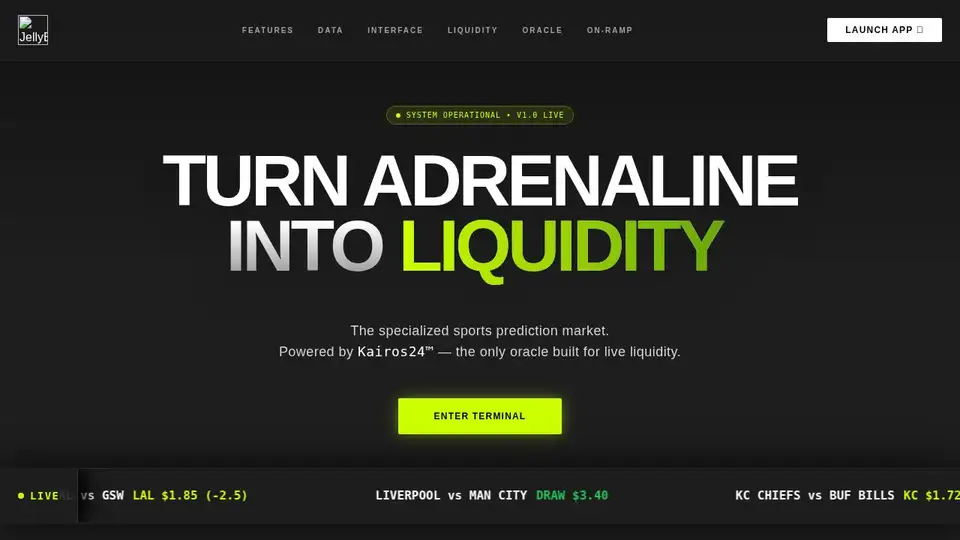 JellyB
FEATURES DATA INTERFACE LIQUIDITY ORACLE ON-RAMP
LAUNCH APP
SYSTEM OPERATIONAL • V1.0 LIVE
TURN ADRENALINE
INTO LIQUIDITY
The specialized sports prediction market.
Powered by Kairos24™ — the only oracle built for live liquidity.
ENTER TERMINAL
LIVE
vs GSW LAL $1.85 (-2.5)
LIVERPOOL vs MAN CITY DRAW $3.40
KC CHIEFS vs BUF BILLS KC $1.72